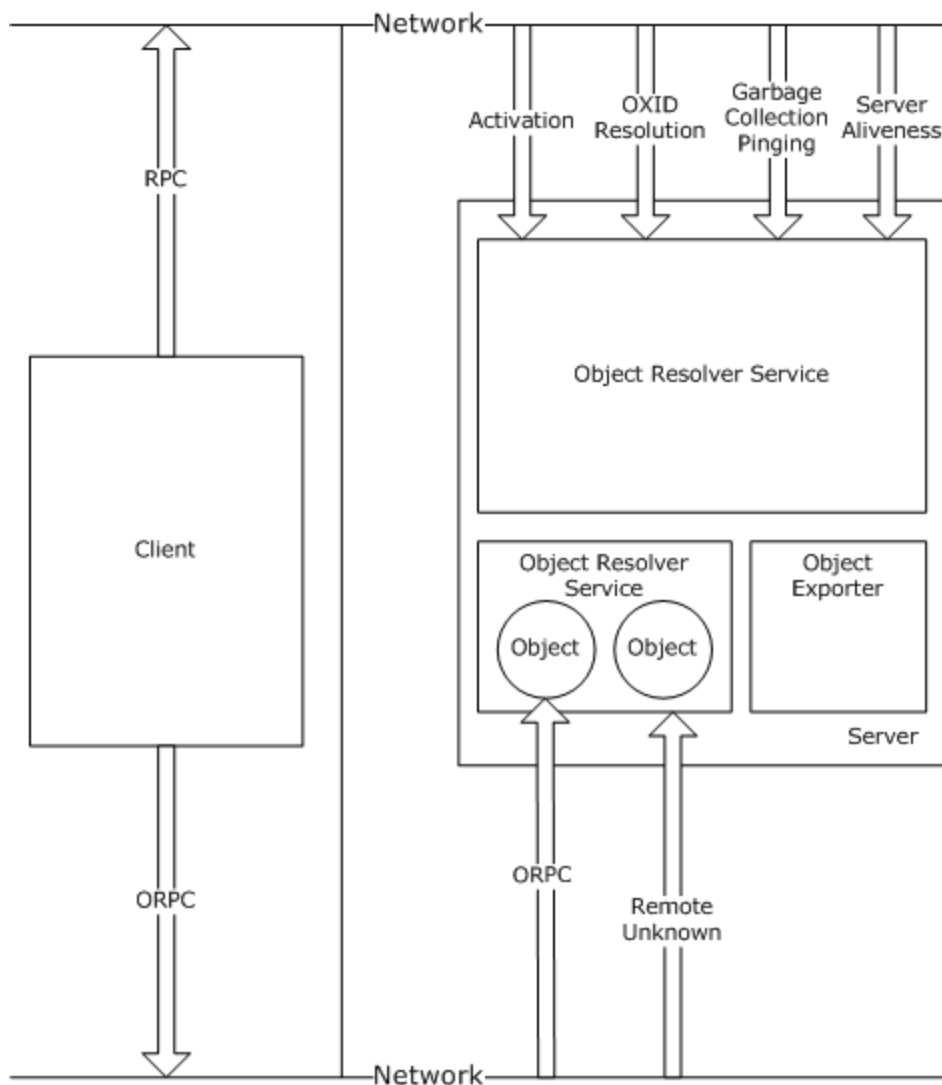 Network
Activation
OXID
Resolution
Garbage
Collection
Pinging
Server
Aliveness
RPC
Object Resolver Service
Client
Object Resolver
Service
Object
Object
Object
Exporter
Server
ORPC
ORPC
Remote
Unknown
Network